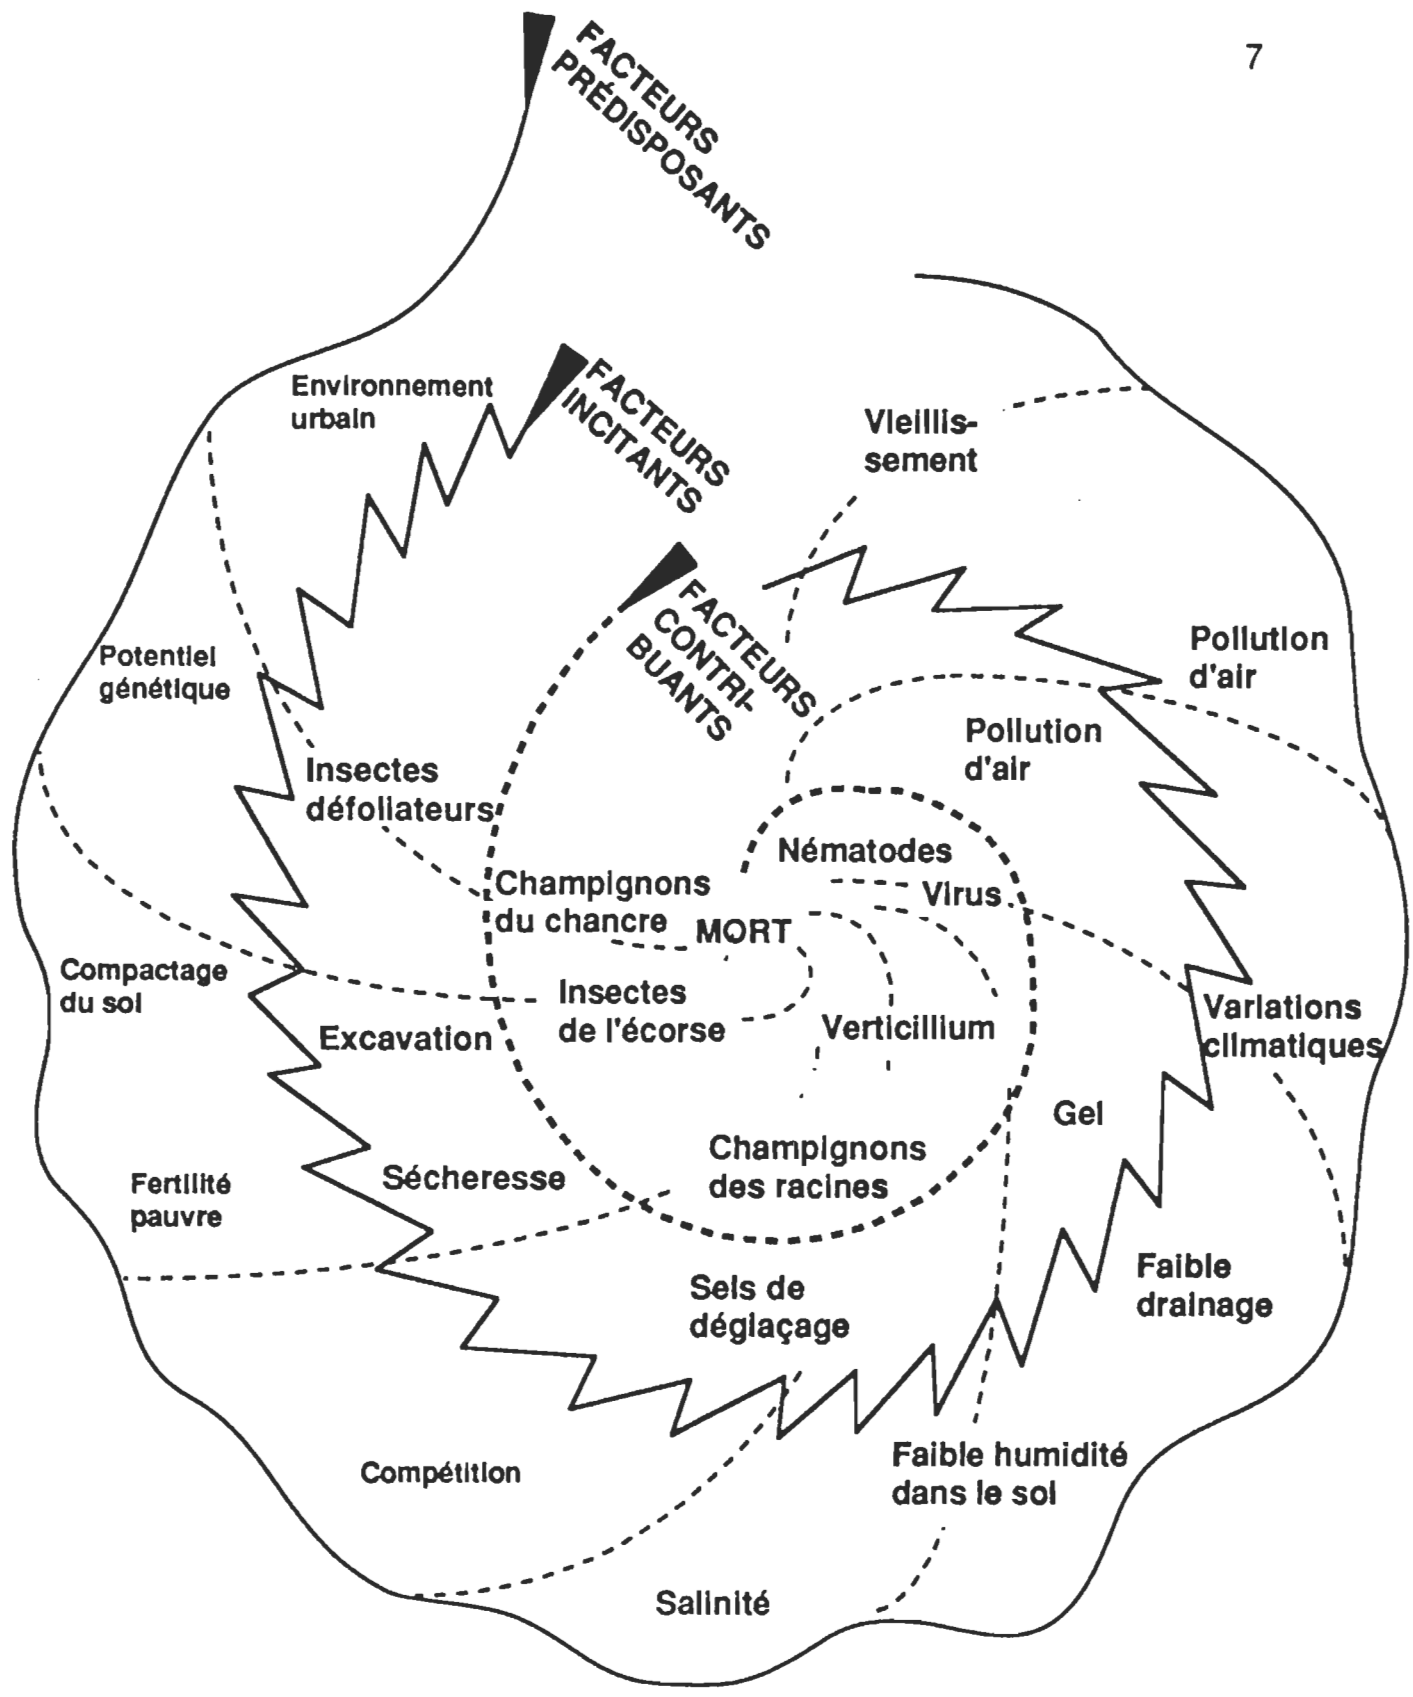 7
FACTEURS
PRÉDISPOSANTS
Environnement
urbain
FACTEURS
INCITANTS
Vieillis-
sement
FACTEURS
CONTRI-
BUANTS
Pollution
d'air
Potentiel
génétique
Pollution
d'air
Insectes
défoliateurs
Nématodes
Champignons
du chancre
Virus
MORT
Compactage
du sol
Insectes
de l'écorse
Variations
climatiques
Excavation
Verticillium
Gel
Champignons
des racines
Sécheresse
Fertilité
pauvre
Faible
drainage
Sels de
déglaçage
Faible humidité
dans le sol
Compétition
Salinité